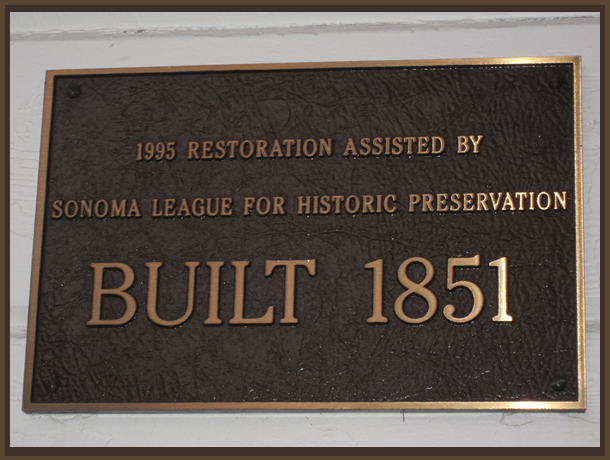 1995 RESTORATION ASSISTED BY
SONOMA LEAGUE FOR HISTORIC PRESERVATION
BUILT 1851